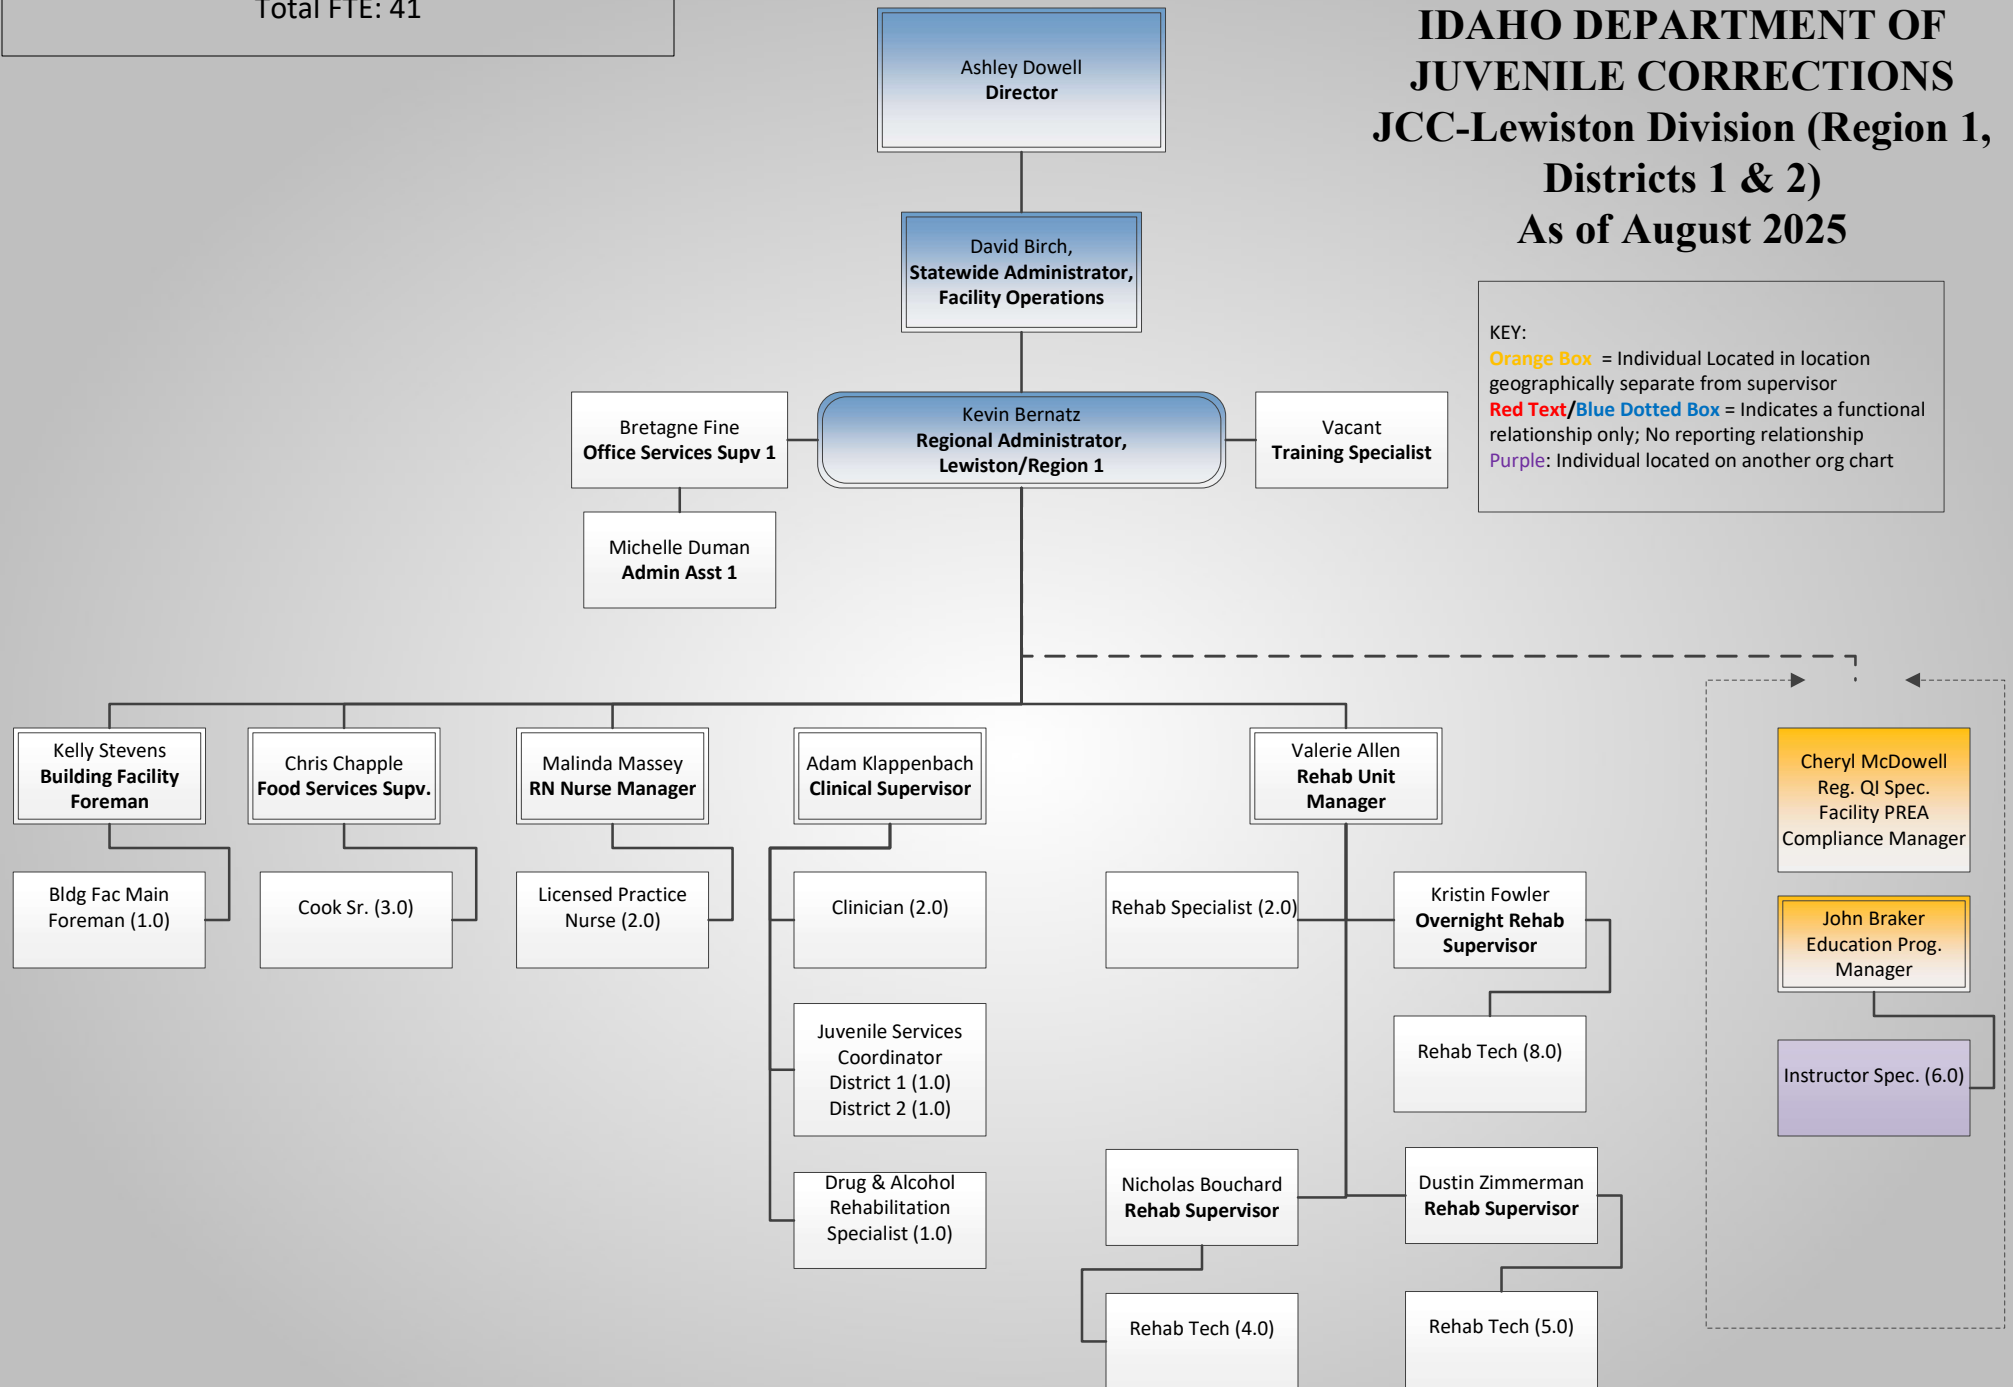 Total FTE: 41
IDAHO DEPARTMENT OF
JUVENILE CORRECTIONS
JCC-Lewiston Division (Region 1,
Districts 1 & 2)
As of August 2025
Ashley Dowell
Director
David Birch,
Statewide Administrator,
Facility Operations
KEY:
Orange Box = Individual Located in location
geographically separate from supervisor
Red Text/Blue Dotted Box = Indicates a functional
relationship only; No reporting relationship
Purple: Individual located on another org chart
Bretagne Fine
Office Services Supv 1
Kevin Bernatz
Regional Administrator,
Lewiston/Region 1
Vacant
Training Specialist
Michelle Duman
Admin Asst 1
Kelly Stevens
Building Facility
Foreman
Chris Chapple
Food Services Supv.
Malinda Massey
RN Nurse Manager
Adam Klappenbach
Clinical Supervisor
Valerie Allen
Rehab Unit
Manager
Cheryl McDowell
Reg. QI Spec.
Facility PREA
Compliance Manager
Bldg Fac Main
Foreman (1.0)
Cook Sr. (3.0)
Licensed Practice
Nurse (2.0)
Clinician (2.0)
Rehab Specialist (2.0)
Kristin Fowler
Overnight Rehab
Supervisor
John Braker
Education Prog.
Manager
Juvenile Services
Coordinator
District 1 (1.0)
District 2 (1.0)
Rehab Tech (8.0)
Instructor Spec. (6.0)
Drug & Alcohol
Rehabilitation
Specialist (1.0)
Nicholas Bouchard
Rehab Supervisor
Dustin Zimmerman
Rehab Supervisor
Rehab Tech (4.0)
Rehab Tech (5.0)